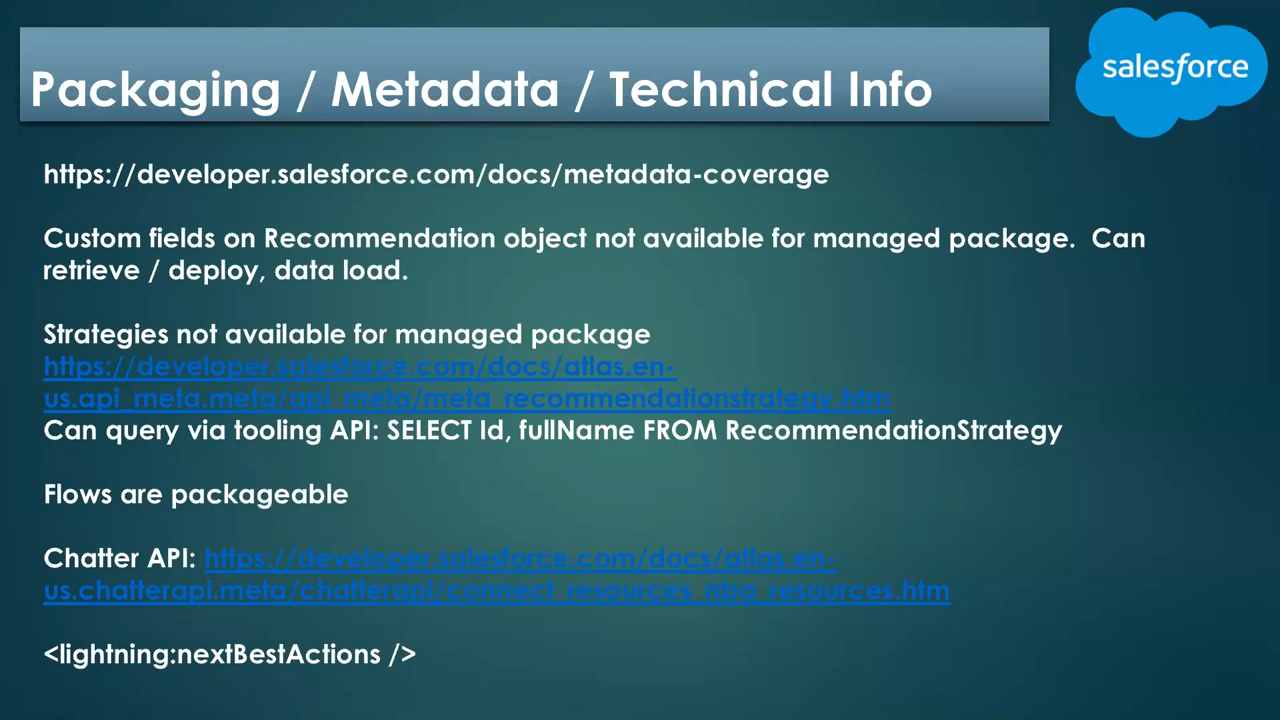 Packaging / Metadata / Technical Info
salesforce
https://developer.salesforce.com/docs/metadata-coverage
Custom fields on Recommendation object not available for managed package.  Can
retrieve / deploy, data load.
Strategies not available for managed package
https://developer.salesforce.com/docs/atlas.en-
us.api_meta.meta/api_meta/meta_recommendationstrategy.htm
Can query via tooling API: SELECT Id, fullName FROM RecommendationStrategy
Flows are packageable
Chatter API: https://developer.salesforce.com/docs/atlas.en-
us.chatterapi.meta/chatterapi/connect_resources_nba_resources.htm
<lightning:nextBestActions />